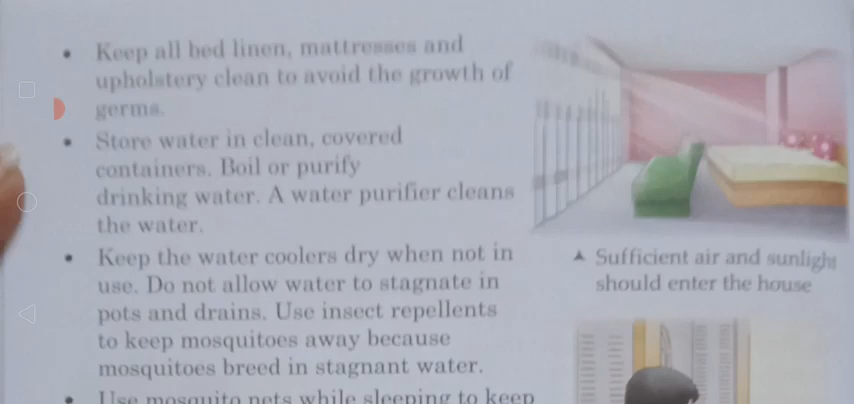 • Keep all bed linen, mattresses and
upholstery clean to avoid the growth of
germs.
• Store water in clean, covered
containers. Boil or purify
drinking water. A water purifier cleans
the water.
• Keep the water coolers dry when not in
use. Do not allow water to stagnate in
pots and drains. Use insect repellents
to keep mosquitoes away because
mosquitoes breed in stagnant water.
• Use mosquito nets while sleeping to keep
▲ Sufficient air and sunlight
should enter the house